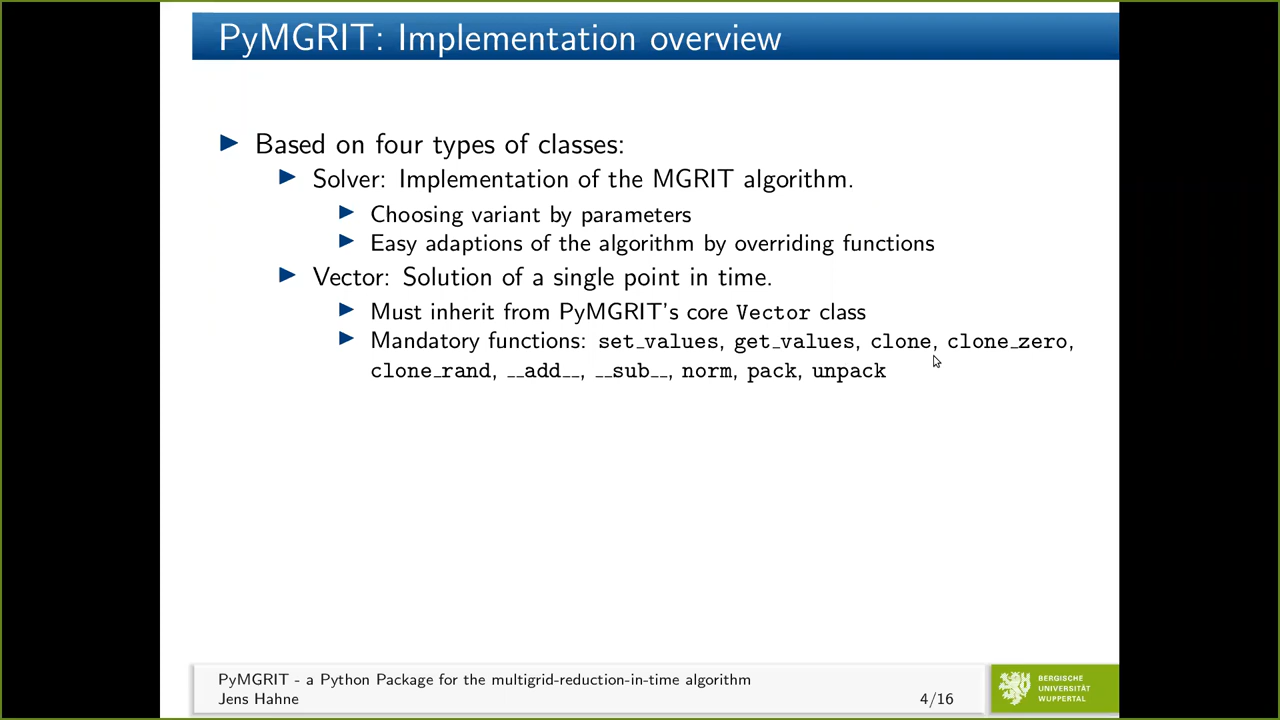 PyMGRIT: Implementation overview
Based on four types of classes:
Solver: Implementation of the MGRIT algorithm.
Choosing variant by parameters
Easy adaptions of the algorithm by overriding functions
Vector: Solution of a single point in time.
Must inherit from PyMGRIT's core Vector class
Mandatory functions: set_values, get_values, clone, clone_zero,
clone_rand, __add__, __sub__, norm, pack, unpack
PyMGRIT - a Python Package for the multigrid-reduction-in-time algorithm
Jens Hahne
4/16
BERGISCHE
UNIVERSITÄT
WUPPERTAL